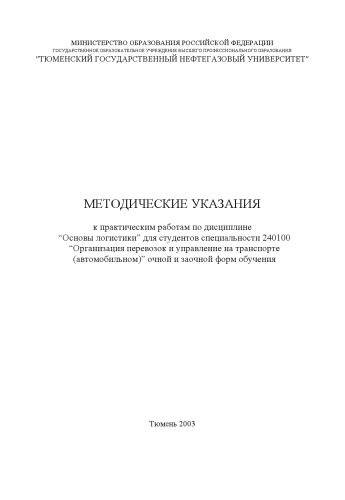 МИНИСТЕРСТВО ОБРАЗОВАНИЯ РОССИЙСКОЙ ФЕДЕРАЦИИ
ГОСУДАРСТВЕННОЕ ОБРАЗОВАТЕЛЬНОЕ УЧРЕЖДЕНИЕ ВЫСШЕГО ПРОФЕССИОНАЛЬНОГО ОБРАЗОВАНИЯ
"ТЮМЕНСКИЙ ГОСУДАРСТВЕННЫЙ НЕФТЕГАЗОВЫЙ УНИВЕРСИТЕТ"
МЕТОДИЧЕСКИЕ УКАЗАНИЯ
к практическим работам по дисциплине
"Основы логистики" для студентов специальности 240100
"Организация перевозок и управление на транспорте
(автомобильном)" очной и заочной форм обучения
Тюмень 2003